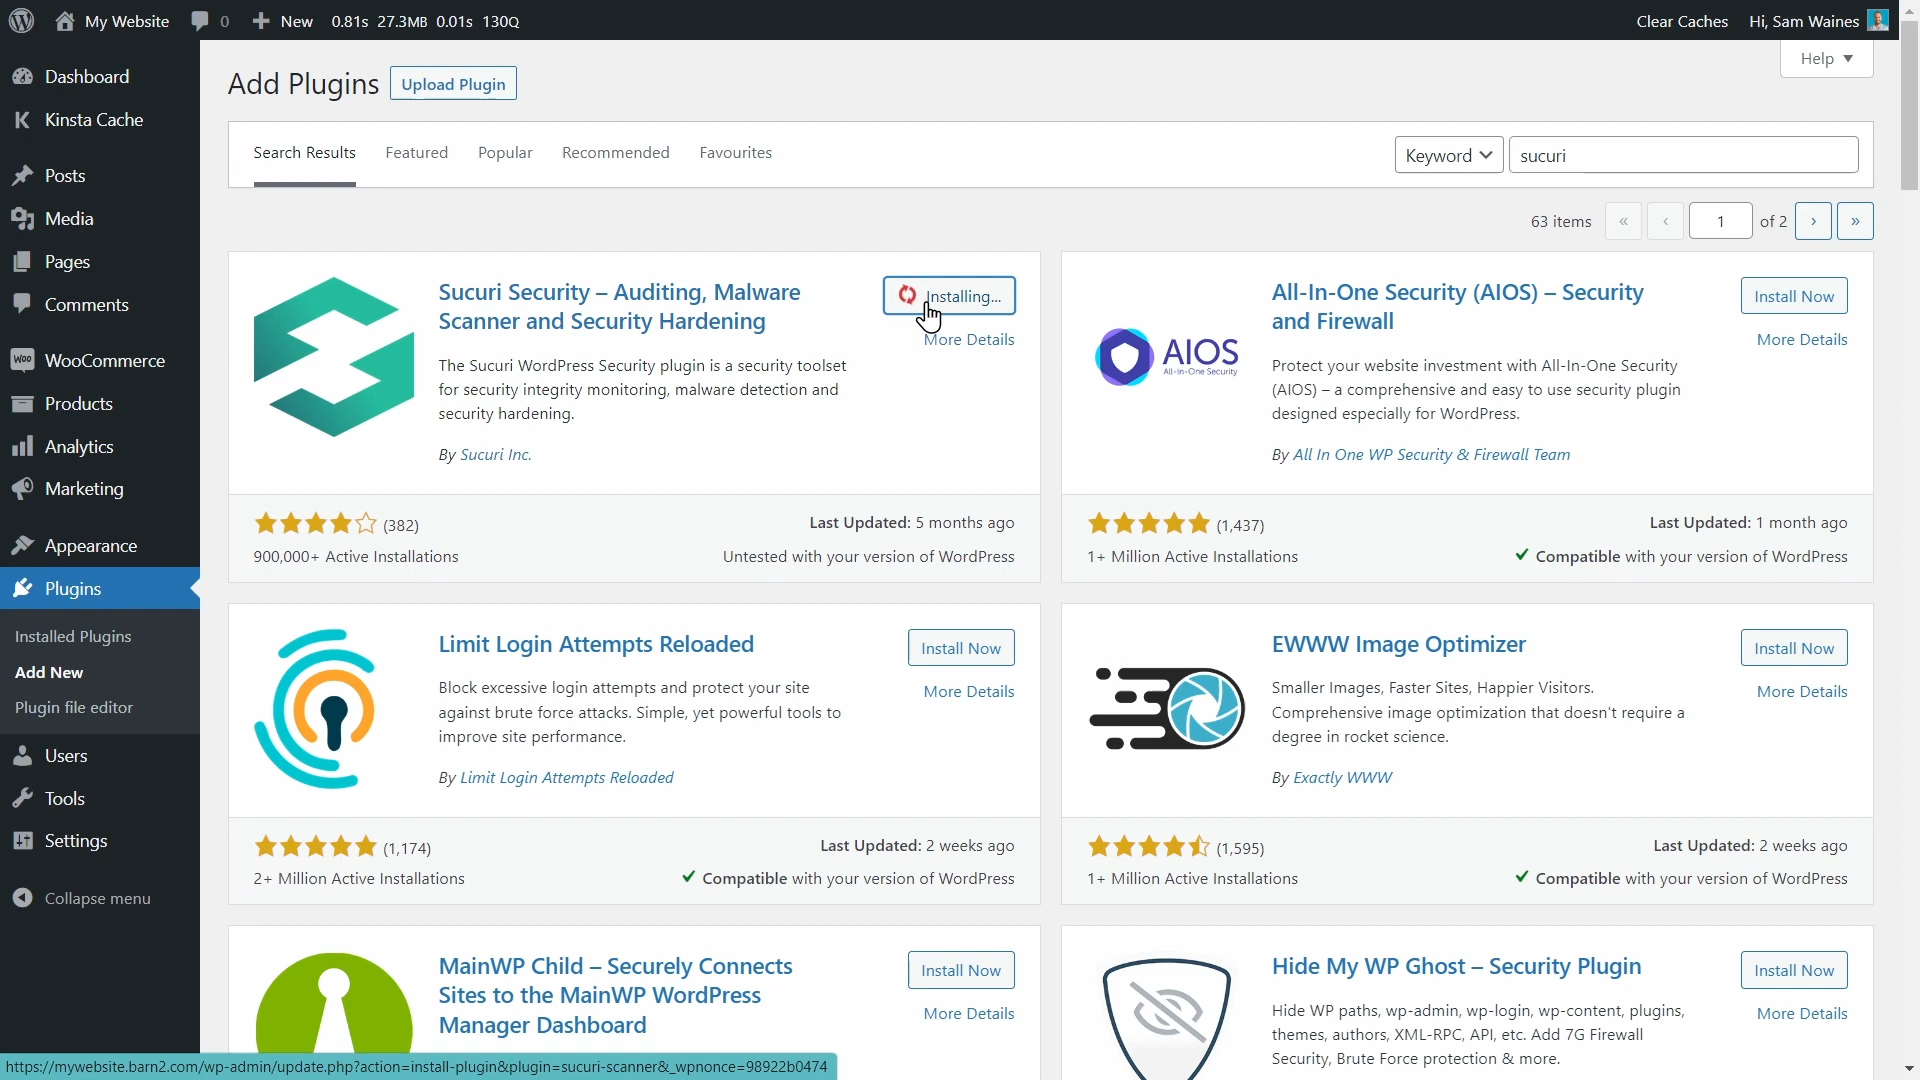 My Website
0
New
0.81s 27.3MB 0.01s 130Q
Clear Caches
Hi, Sam Waines
Dashboard
Kinsta Cache
Posts
Media
Pages
Comments
Woo
WooCommerce
Products
Analytics
Marketing
Appearance
Plugins
Installed Plugins
Add New
Plugin file editor
Users
Tools
Settings
Collapse menu
Help
Add Plugins
Upload Plugin
Search Results
Featured
Popular
Recommended
Favourites
Keyword
sucuri
63 items
«
‹
1
of 2
›
»
Sucuri Security – Auditing, Malware
Scanner and Security Hardening
Installing...
More Details
The Sucuri WordPress Security plugin is a security toolset
for security integrity monitoring, malware detection and
security hardening.
By Sucuri Inc.
(382)
Last Updated: 5 months ago
900,000+ Active Installations
Untested with your version of WordPress
AIOS
All-In-One Security
All-In-One Security (AIOS) – Security
and Firewall
Install Now
More Details
Protect your website investment with All-In-One Security
(AIOS) – a comprehensive and easy to use security plugin
designed especially for WordPress.
By All In One WP Security & Firewall Team
(1,437)
Last Updated: 1 month ago
1+ Million Active Installations
Compatible with your version of WordPress
Limit Login Attempts Reloaded
Install Now
More Details
Block excessive login attempts and protect your site
against brute force attacks. Simple, yet powerful tools to
improve site performance.
By Limit Login Attempts Reloaded
(1,174)
Last Updated: 2 weeks ago
2+ Million Active Installations
Compatible with your version of WordPress
EWWW Image Optimizer
Install Now
More Details
Smaller Images, Faster Sites, Happier Visitors.
Comprehensive image optimization that doesn't require a
degree in rocket science.
By Exactly WWW
(1,595)
Last Updated: 2 weeks ago
1+ Million Active Installations
Compatible with your version of WordPress
MainWP Child – Securely Connects
Sites to the MainWP WordPress
Manager Dashboard
Install Now
More Details
Hide My WP Ghost – Security Plugin
Install Now
More Details
Hide WP paths, wp-admin, wp-login, wp-content, plugins,
themes, authors, XML-RPC, API, etc. Add 7G Firewall
Security, Brute Force protection & more.
https://mywebsite.barn2.com/wp-admin/update.php?action=install-plugin&plugin=sucuri-scanner&_wpnonce=98922b0474